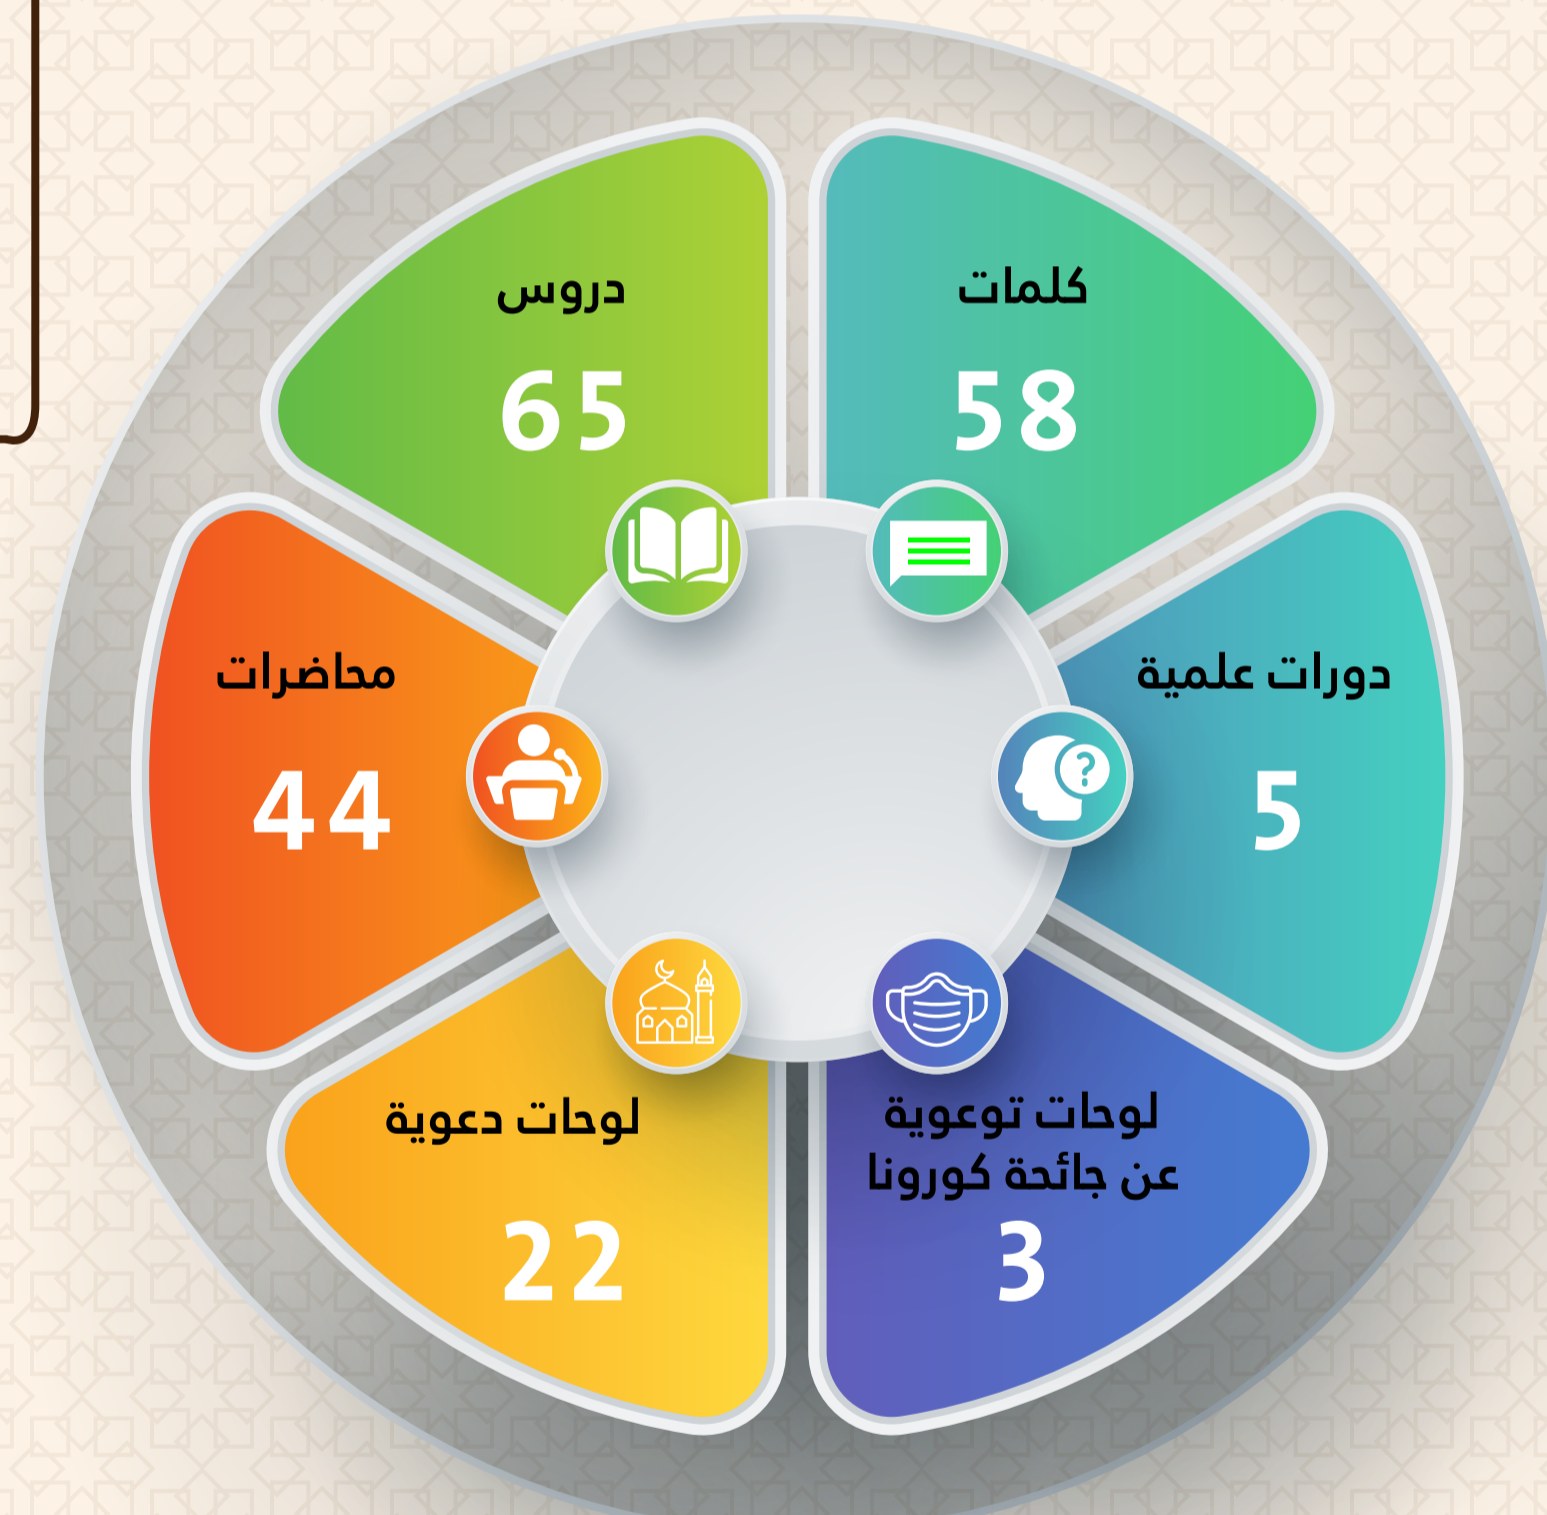 كلمات
58
دروس
65
دورات علمية
5
محاضرات
44
لوحات توعوية
عن جائحة كورونا
3
لوحات دعوية
22